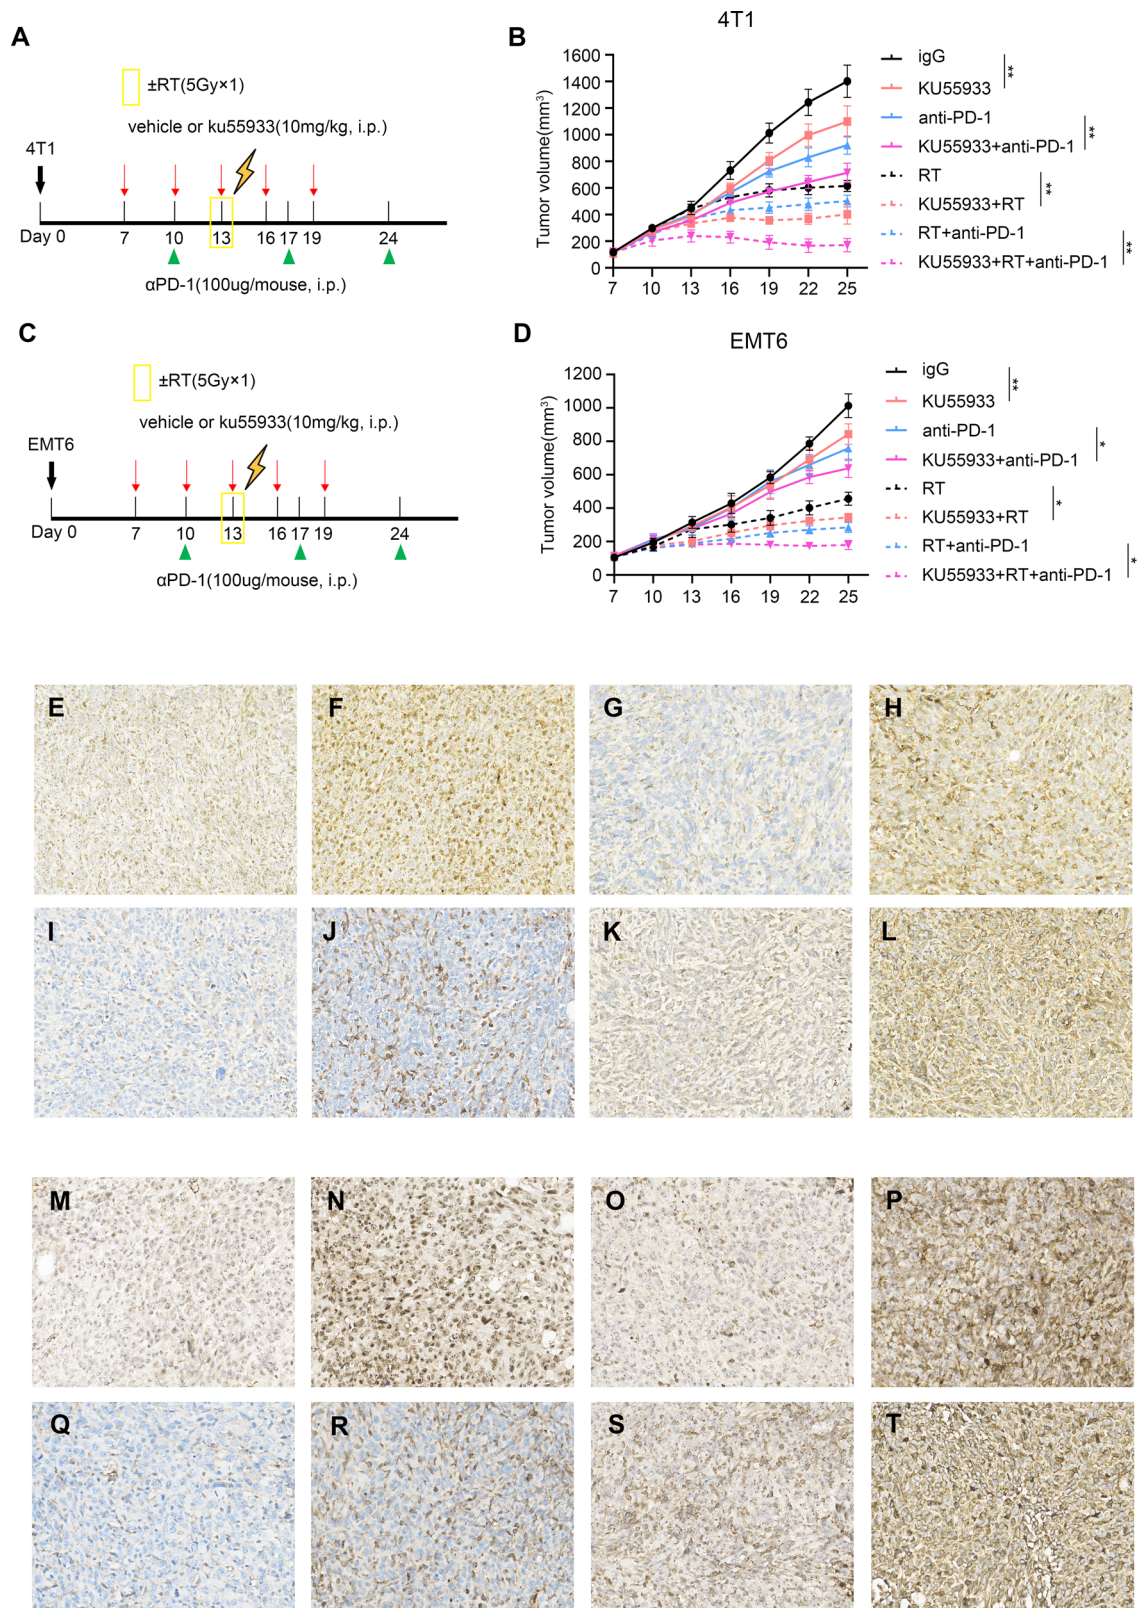 A
±RT(5Gy×1)
vehicle or ku55933(10mg/kg, i.p.)
4T1
Day 0 7 10 13 16 17 19 24
αPD-1(100ug/mouse, i.p.)
B
4T1
Tumor volume(mm³)
1600
1400
1200
1000
800
600
400
200
0
7 10 13 16 19 22 25
igG
KU55933
anti-PD-1
KU55933+anti-PD-1
RT
KU55933+RT
RT+anti-PD-1
KU55933+RT+anti-PD-1
**
**
**
**
C
±RT(5Gy×1)
vehicle or ku55933(10mg/kg, i.p.)
EMT6
Day 0 7 10 13 16 17 19 24
αPD-1(100ug/mouse, i.p.)
D
EMT6
Tumor volume(mm³)
1200
1000
800
600
400
200
0
7 10 13 16 19 22 25
igG
KU55933
anti-PD-1
KU55933+anti-PD-1
RT
KU55933+RT
RT+anti-PD-1
KU55933+RT+anti-PD-1
**
*
*
*
E F G H
I J K L
M N O P
Q R S T